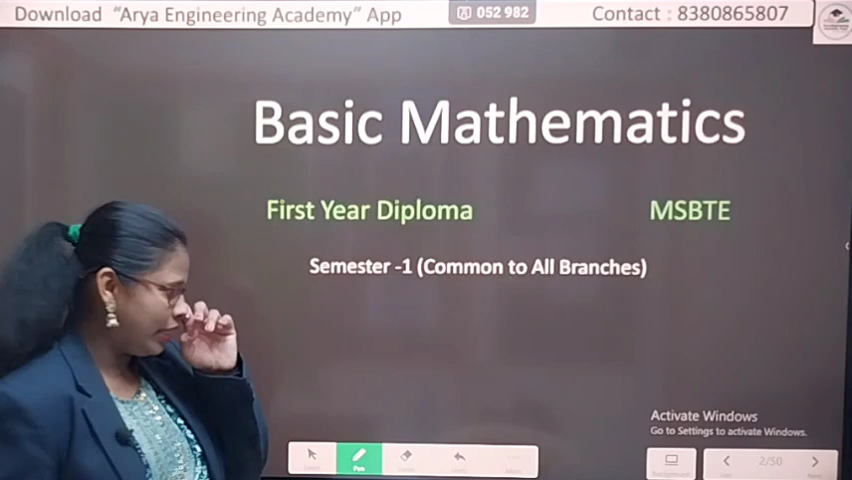 Download “Arya Engineering Academy” App
052 982
Contact : 8380865807
Basic Mathematics
First Year Diploma
MSBTE
Semester -1 (Common to All Branches)
Activate Windows
Go to Settings to activate Windows.
Pen
2/50